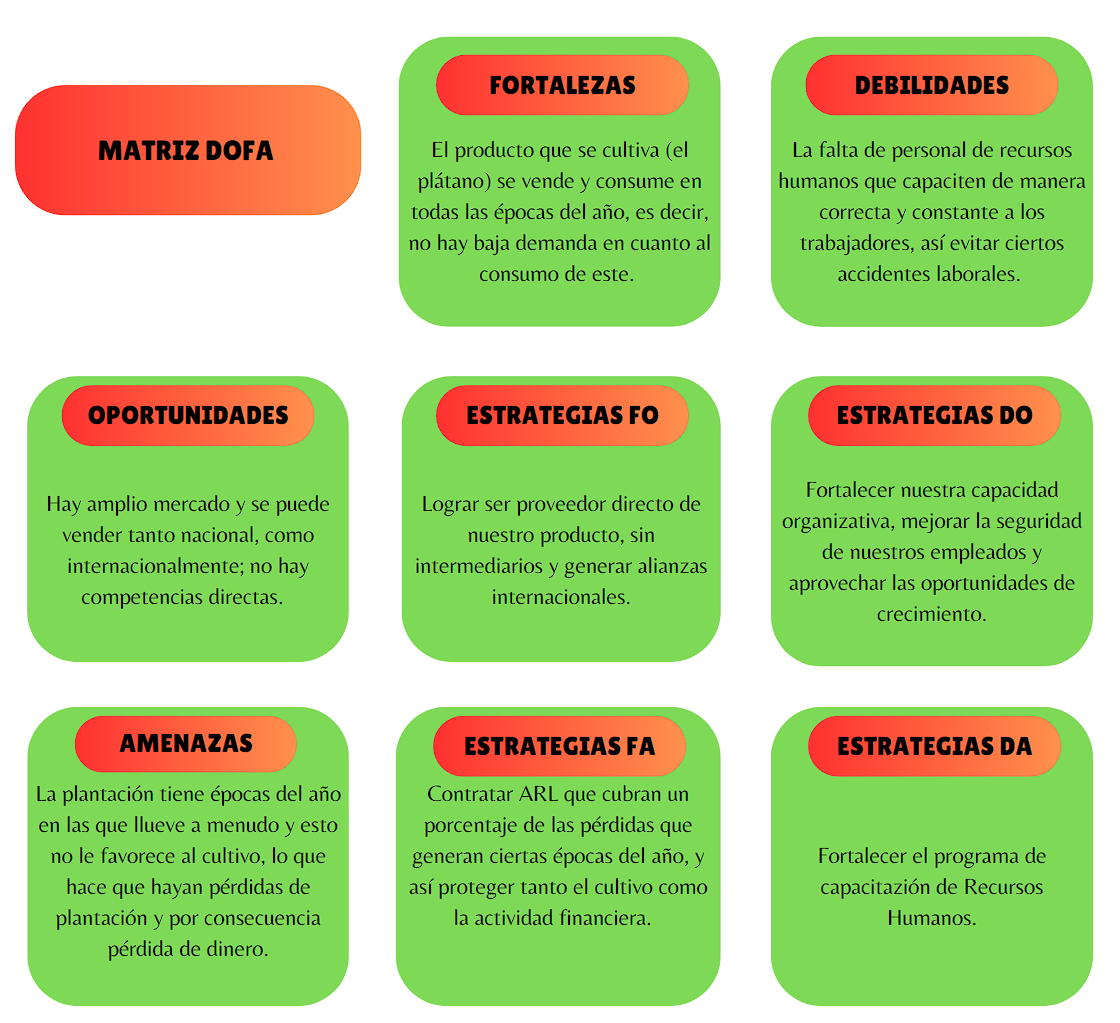 MATRIZ DOFA
FORTALEZAS
El producto que se cultiva (el
plátano) se vende y consume en
todas las épocas del año, es decir,
no hay baja demanda en cuanto al
consumo de este.
DEBILIDADES
La falta de personal de recursos
humanos que capaciten de manera
correcta y constante a los
trabajadores, así evitar ciertos
accidentes laborales.
OPORTUNIDADES
Hay amplio mercado y se puede
vender tanto nacional, como
internacionalmente; no hay
competencias directas.
ESTRATEGIAS FO
Lograr ser proveedor directo de
nuestro producto, sin
intermediarios y generar alianzas
internacionales.
ESTRATEGIAS DO
Fortalecer nuestra capacidad
organizativa, mejorar la seguridad
de nuestros empleados y
aprovechar las oportunidades de
crecimiento.
AMENAZAS
La plantación tiene épocas del año
en las que llueve a menudo y esto
no le favorece al cultivo, lo que
hace que hayan pérdidas de
plantación y por consecuencia
pérdida de dinero.
ESTRATEGIAS FA
Contratar ARL que cubran un
porcentaje de las pérdidas que
generan ciertas épocas del año, y
así proteger tanto el cultivo como
la actividad financiera.
ESTRATEGIAS DA
Fortalecer el programa de
capacitazión de Recursos
Humanos.